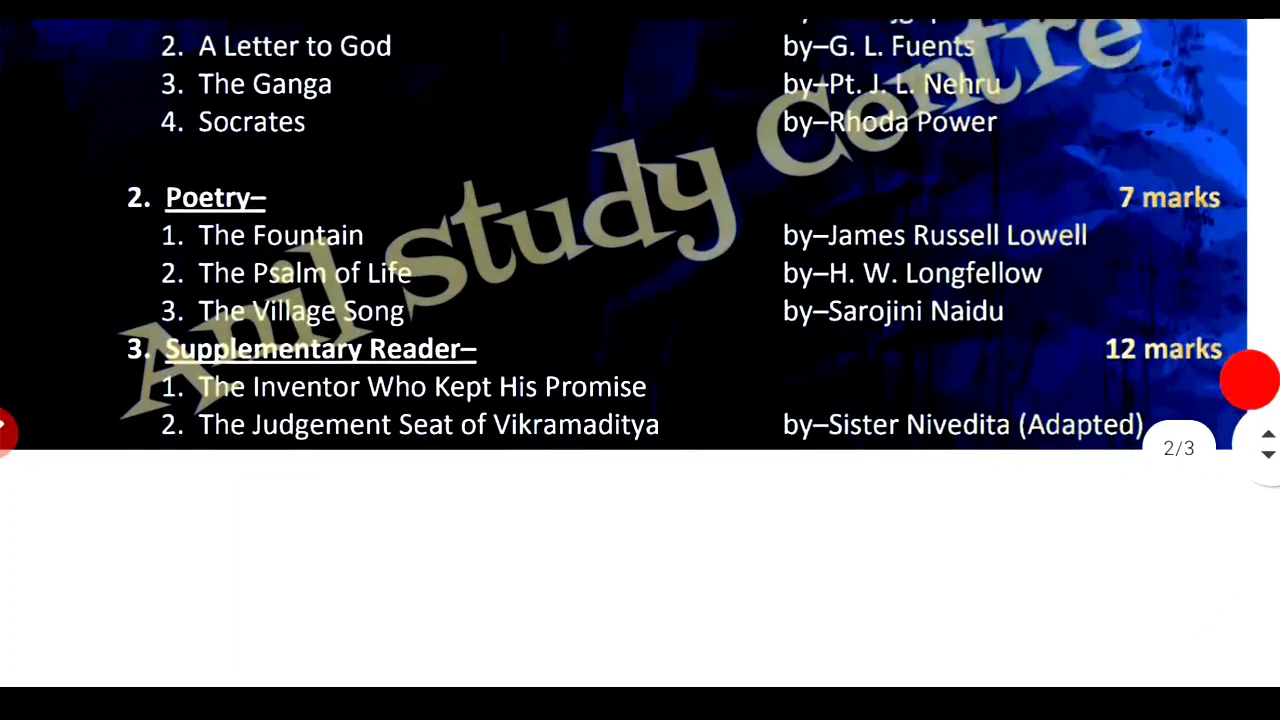 2. A Letter to God by–G. L. Fuents
3. The Ganga by–Pt. J. L. Nehru
4. Socrates by–Rhoda Power
2. Poetry– 7 marks
1. The Fountain by–James Russell Lowell
2. The Psalm of Life by–H. W. Longfellow
3. The Village Song by–Sarojini Naidu
3. Supplementary Reader– 12 marks
1. The Inventor Who Kept His Promise
2. The Judgement Seat of Vikramaditya by–Sister Nivedita (Adapted)
2/3
Anil Study Centre